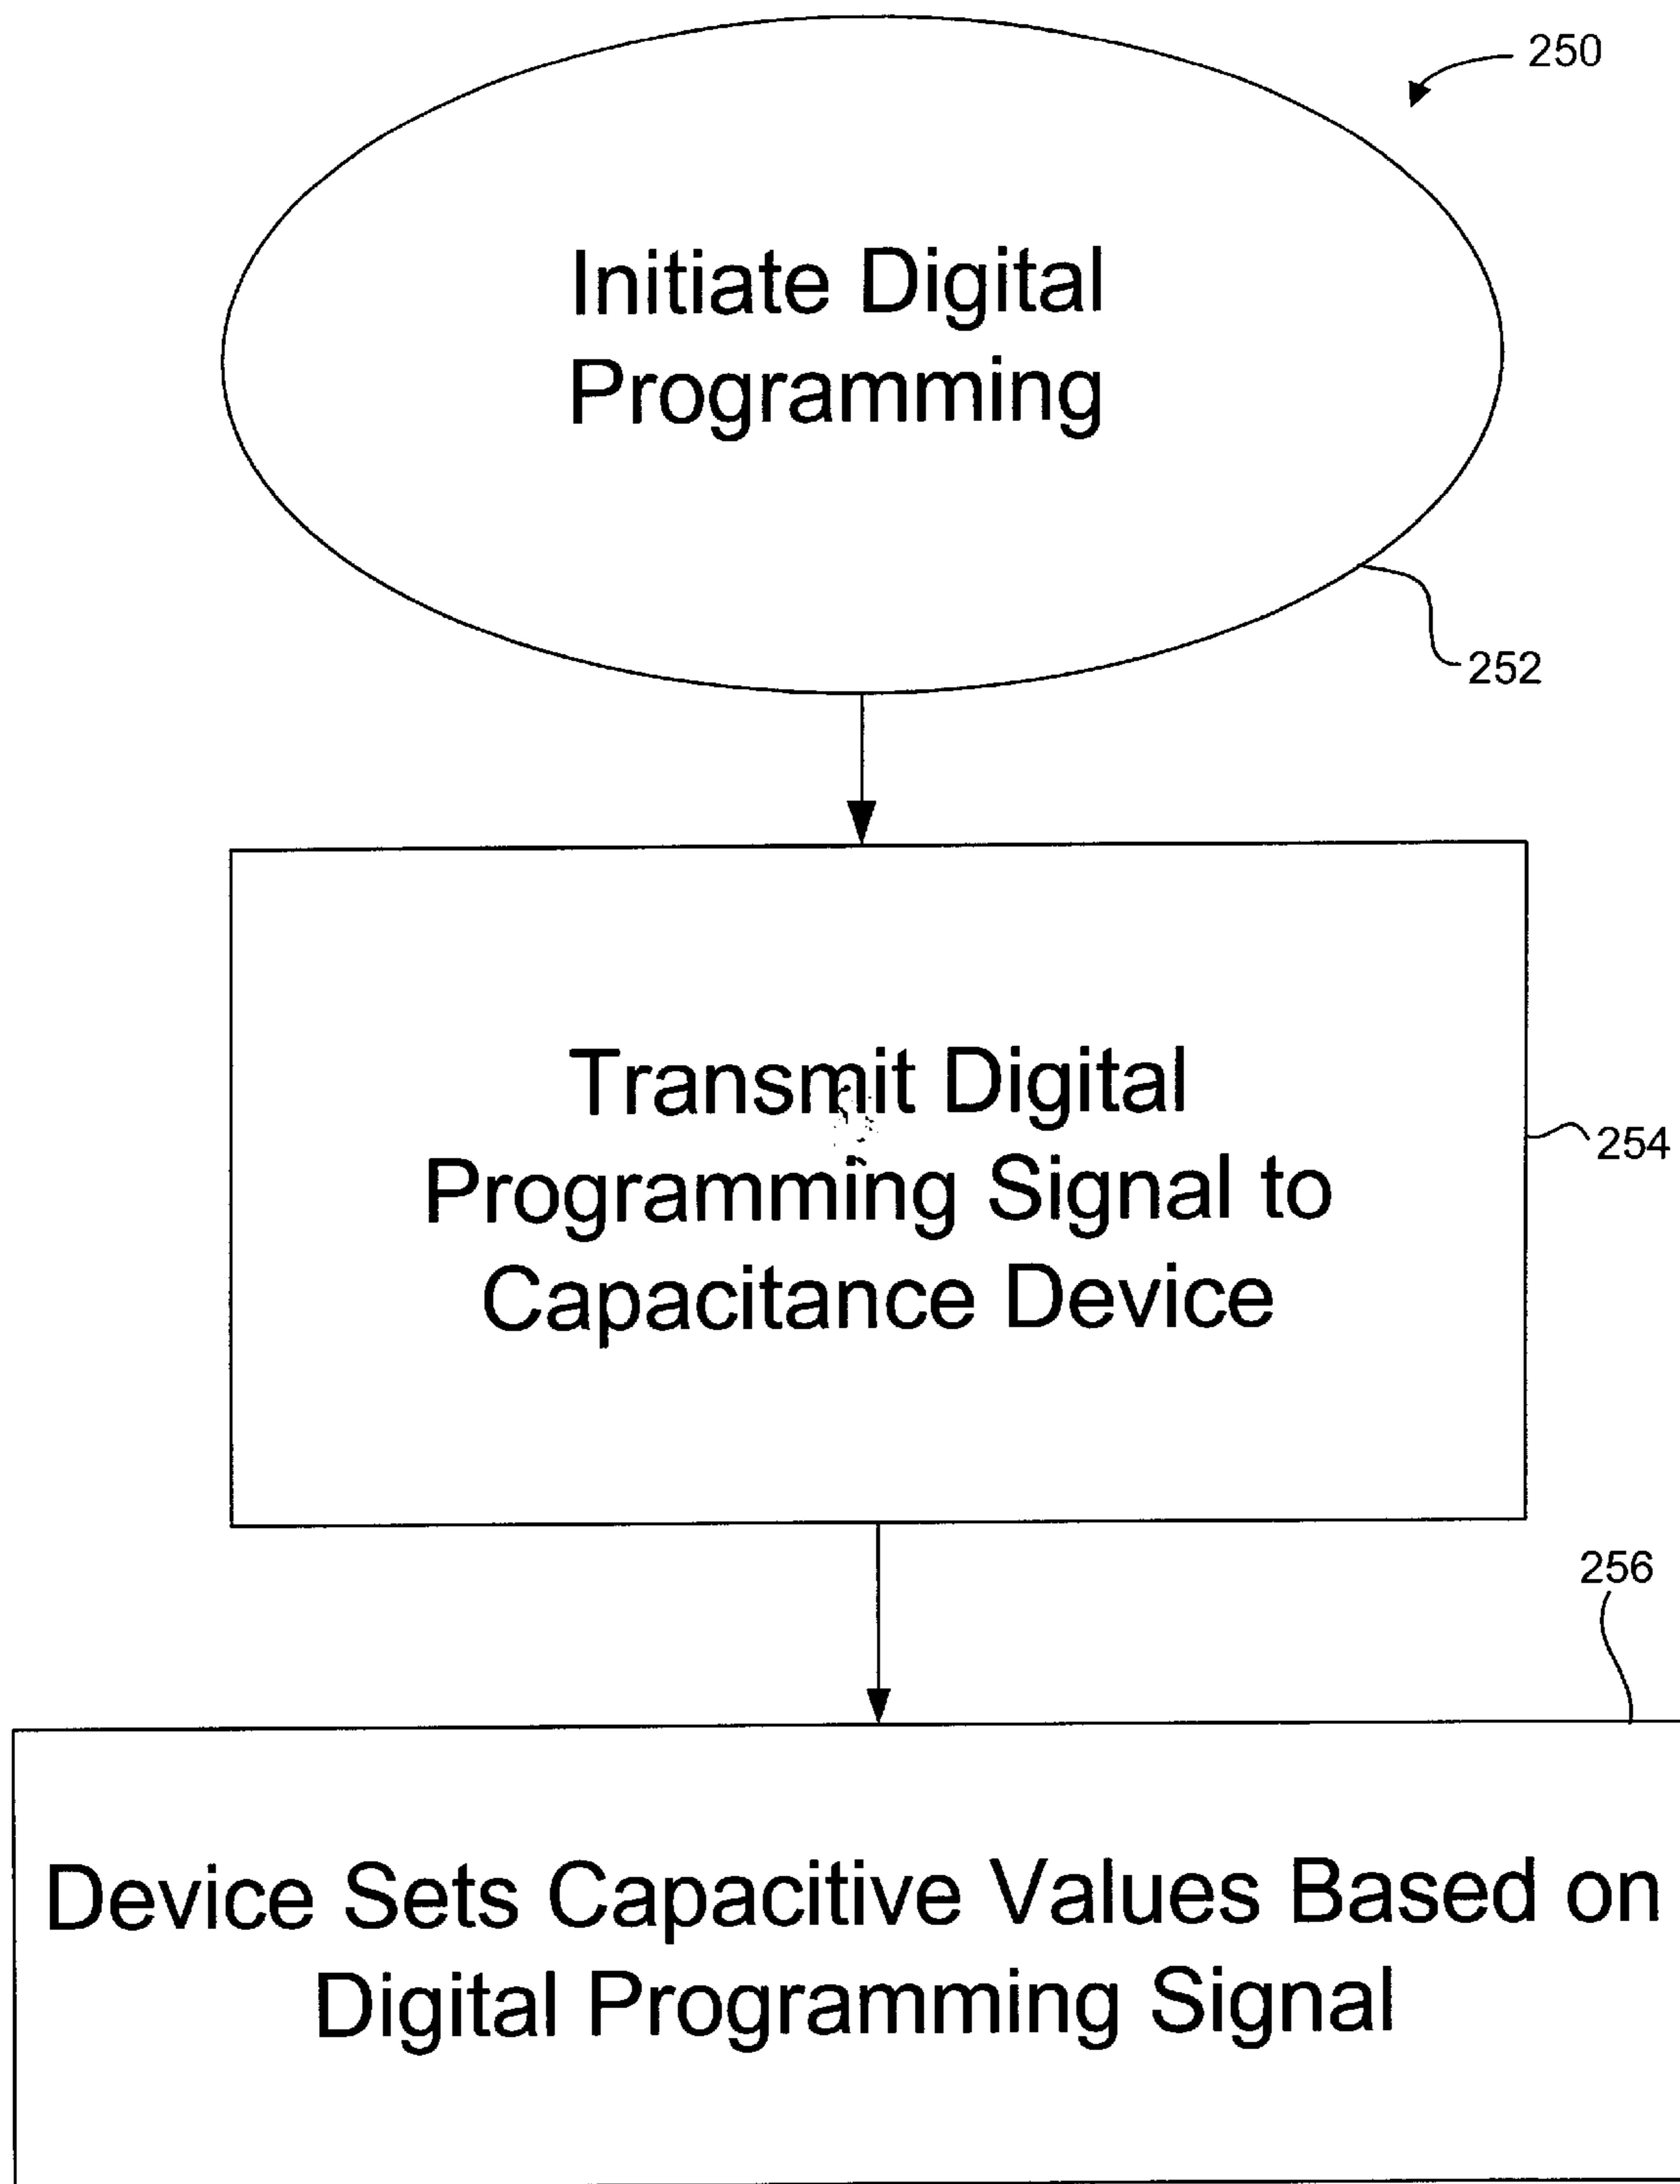 250
Initiate Digital
Programming
252
Transmit Digital
Programming Signal to
Capacitance Device
254
256
Device Sets Capacitive Values Based on
Digital Programming Signal